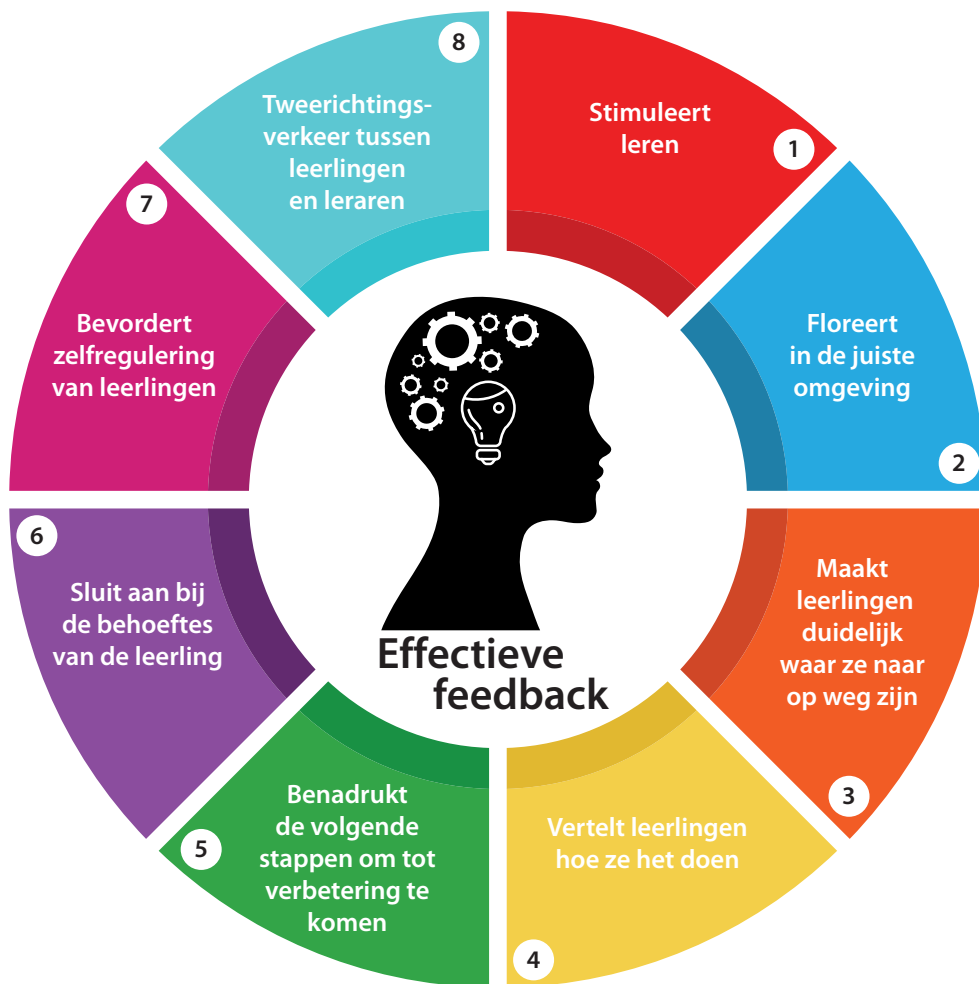 Effectieve
feedback
1
Stimuleert
leren
2
Floreert
in de juiste
omgeving
3
Maakt
leerlingen
duidelijk
waar ze naar
op weg zijn
4
Vertelt leerlingen
hoe ze het doen
5
Benadrukt
de volgende
stappen om tot
verbetering te
komen
6
Sluit aan bij
de behoeftes
van de leerling
7
Bevordert
zelfregulering
van leerlingen
8
Tweerichtings-
verkeer tussen
leerlingen
en leraren